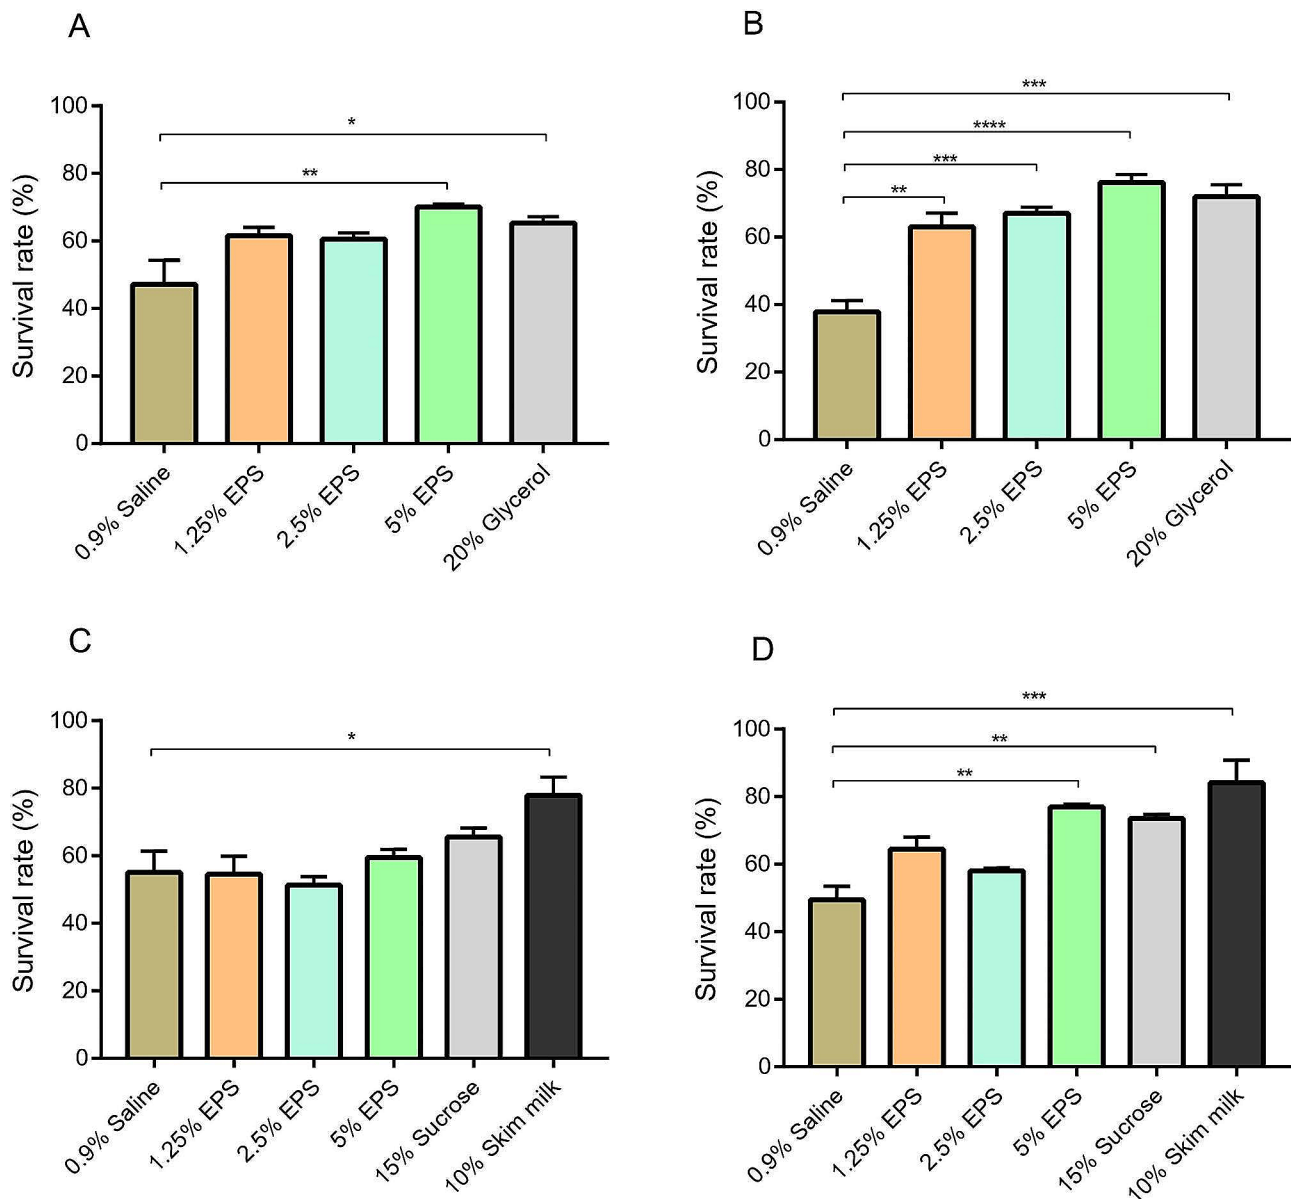 A
Survival rate (%)
100
80
60
40
20
0
*
**
0.9% Saline
1.25% EPS
2.5% EPS
5% EPS
20% Glycerol
B
Survival rate (%)
100
80
60
40
20
0
***
****
***
**
0.9% Saline
1.25% EPS
2.5% EPS
5% EPS
20% Glycerol
C
Survival rate (%)
100
80
60
40
20
0
*
0.9% Saline
1.25% EPS
2.5% EPS
5% EPS
15% Sucrose
10% Skim milk
D
Survival rate (%)
100
80
60
40
20
0
***
**
**
0.9% Saline
1.25% EPS
2.5% EPS
5% EPS
15% Sucrose
10% Skim milk